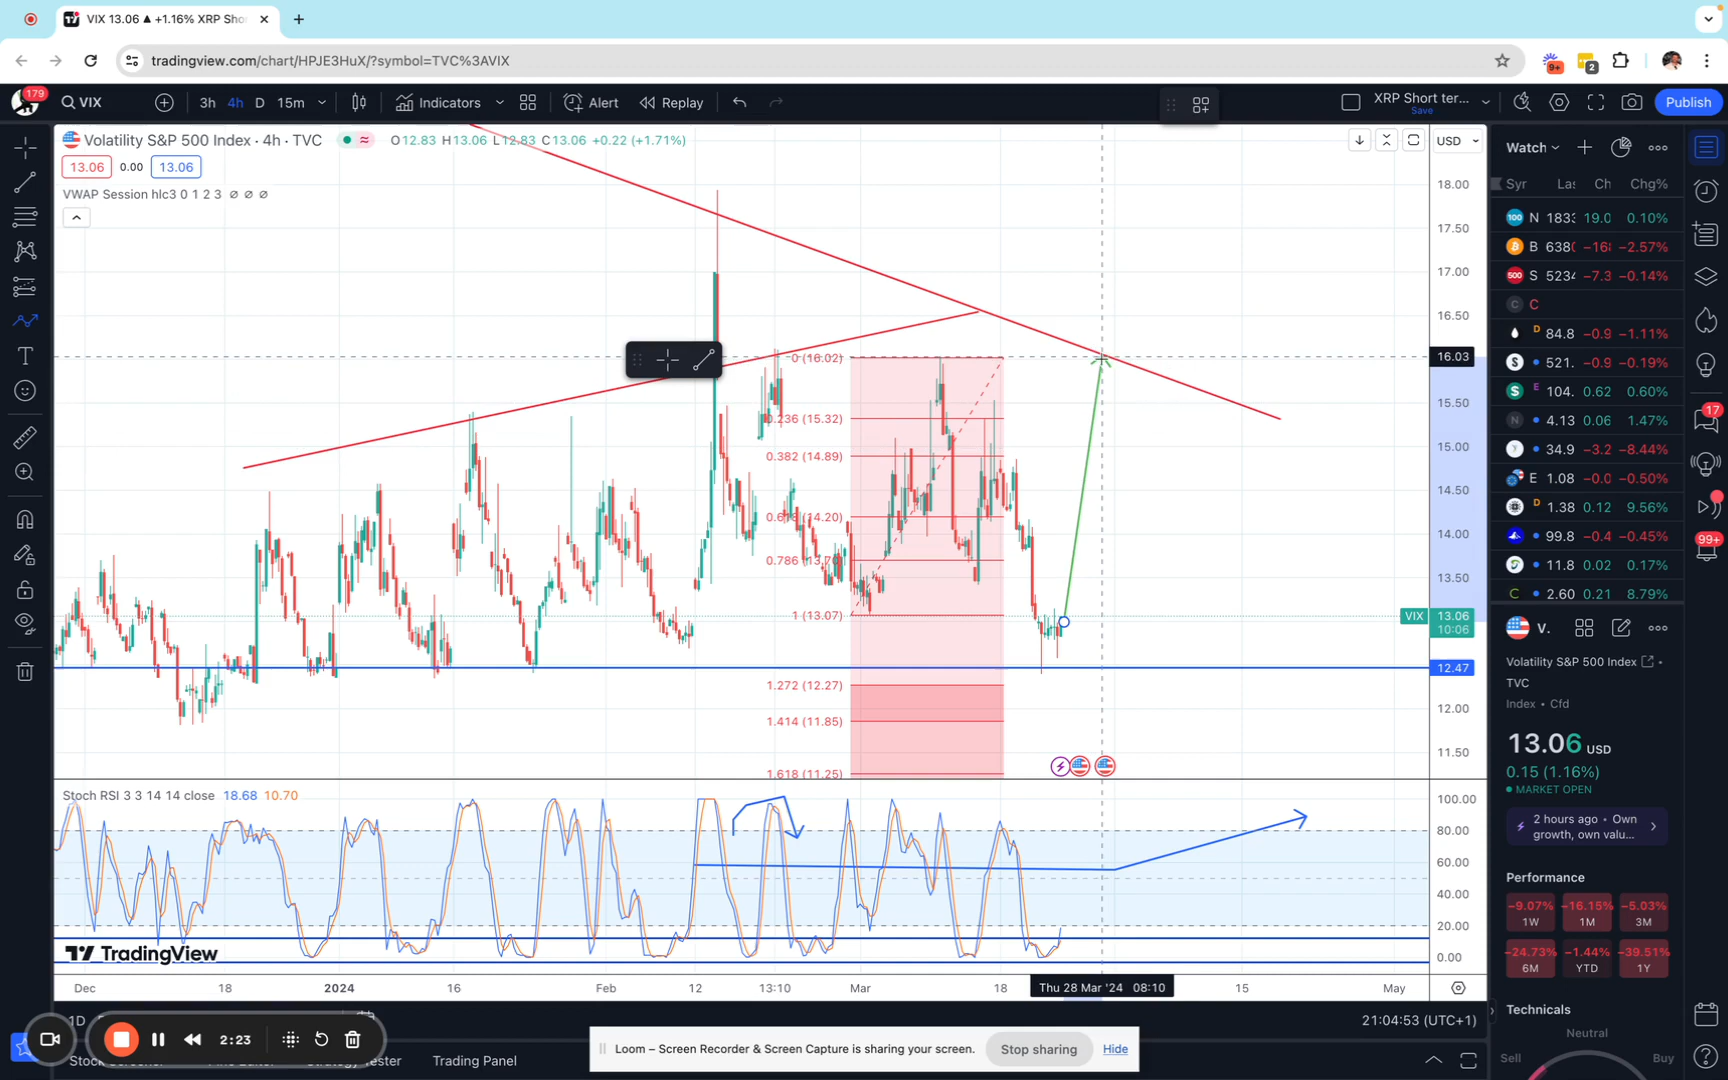 VIX 13.06 ▲ +1.16% XRP Sho
tradingview.com/chart/HPJE3HuX/?symbol=TVC%3AVIX
9+
2
179
VIX
3h 4h D 15m
Indicators
Alert
Replay
XRP Short ter...
Save
Publish
Volatility S&P 500 Index · 4h · TVC
O12.83 H13.06 L12.83 C13.06 +0.22 (+1.71%)
13.06 0.00 13.06
VWAP Session hlc3 0 1 2 3
USD
18.00
17.50
17.00
16.50
16.03
15.50
15.00
14.50
14.00
13.50
VIX 13.06
10:06
12.47
12.00
11.50
0 (16.02)
0.236 (15.32)
0.382 (14.89)
0.618 (14.20)
0.786 (13.70)
1 (13.07)
1.272 (12.27)
1.414 (11.85)
1.618 (11.25)
Stoch RSI 3 3 14 14 close 18.68 10.70
100.00
80.00
60.00
40.00
20.00
0.00
TradingView
Dec 18 2024 16 Feb 12 13:10 Mar 18 Thu 28 Mar '24 08:10 15 May
1D
21:04:53 (UTC+1)
2:23
Trading Panel
Loom – Screen Recorder & Screen Capture is sharing your screen.
Stop sharing
Hide
Watch
Syr Las Ch Chg%
N 1833 19.0 0.10%
B 6380 −168 −2.57%
S 5234 −7.3 −0.14%
C C
D 84.8 −0.9 −1.11%
521. −0.9 −0.19%
E 104. 0.62 0.60%
4.13 0.06 1.47%
34.9 −3.2 −8.44%
E 1.08 −0.0 −0.50%
D 1.38 0.12 9.56%
99.8 −0.4 −0.45%
11.8 0.02 0.17%
C 2.60 0.21 8.79%
V.
Volatility S&P 500 Index
TVC
Index • Cfd
13.06 USD
0.15 (1.16%)
MARKET OPEN
2 hours ago • Own
growth, own valu...
Performance
−9.07%
1W
−16.15%
1M
−5.03%
3M
−24.73%
6M
−1.44%
YTD
−39.51%
1Y
Technicals
Neutral
Sell
Buy
17
99+